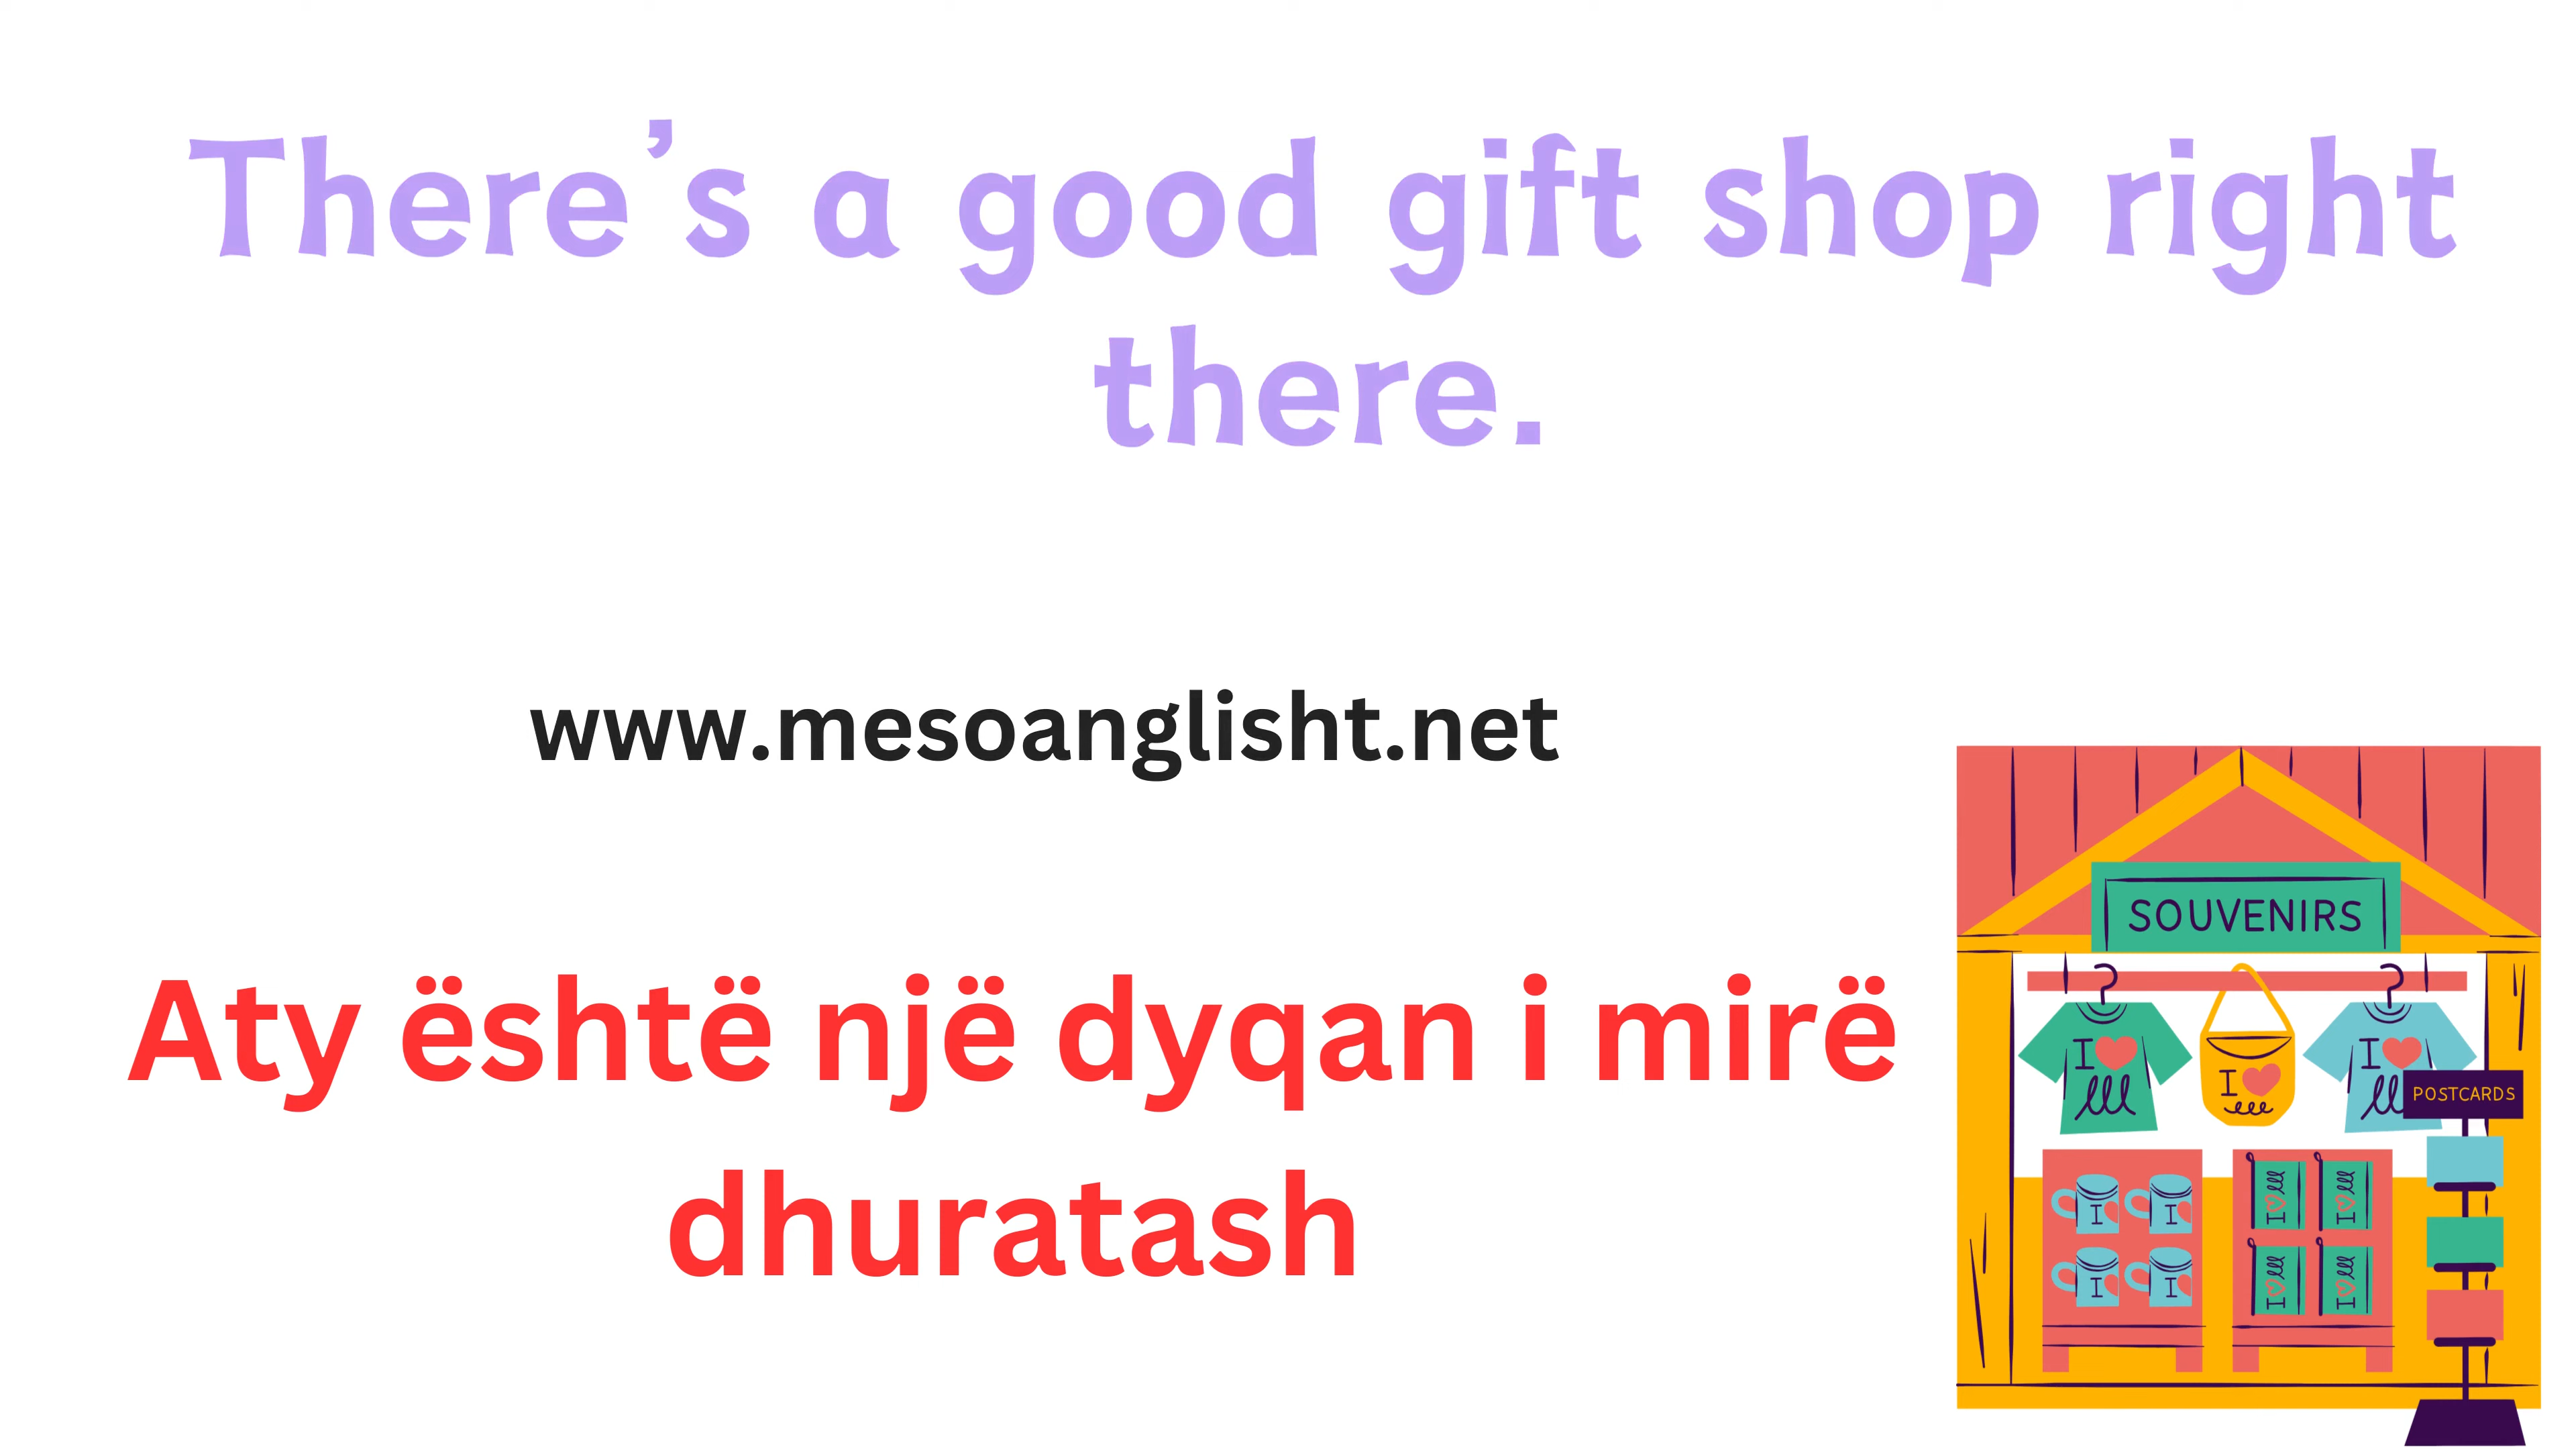 There’s a good gift shop right
there.
www.mesoanglisht.net
Aty është një dyqan i mirë
dhuratash
SOUVENIRS
I
I
I
POSTCARDS
I I
I I
I I
I I